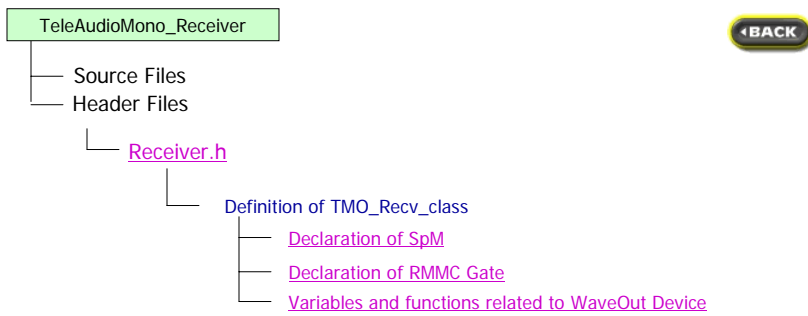 TeleAudioMono_Receiver
BACK
Source Files
Header Files
Receiver.h
Definition of TMO_Recv_class
Declaration of SpM
Declaration of RMMC Gate
Variables and functions related to WaveOut Device